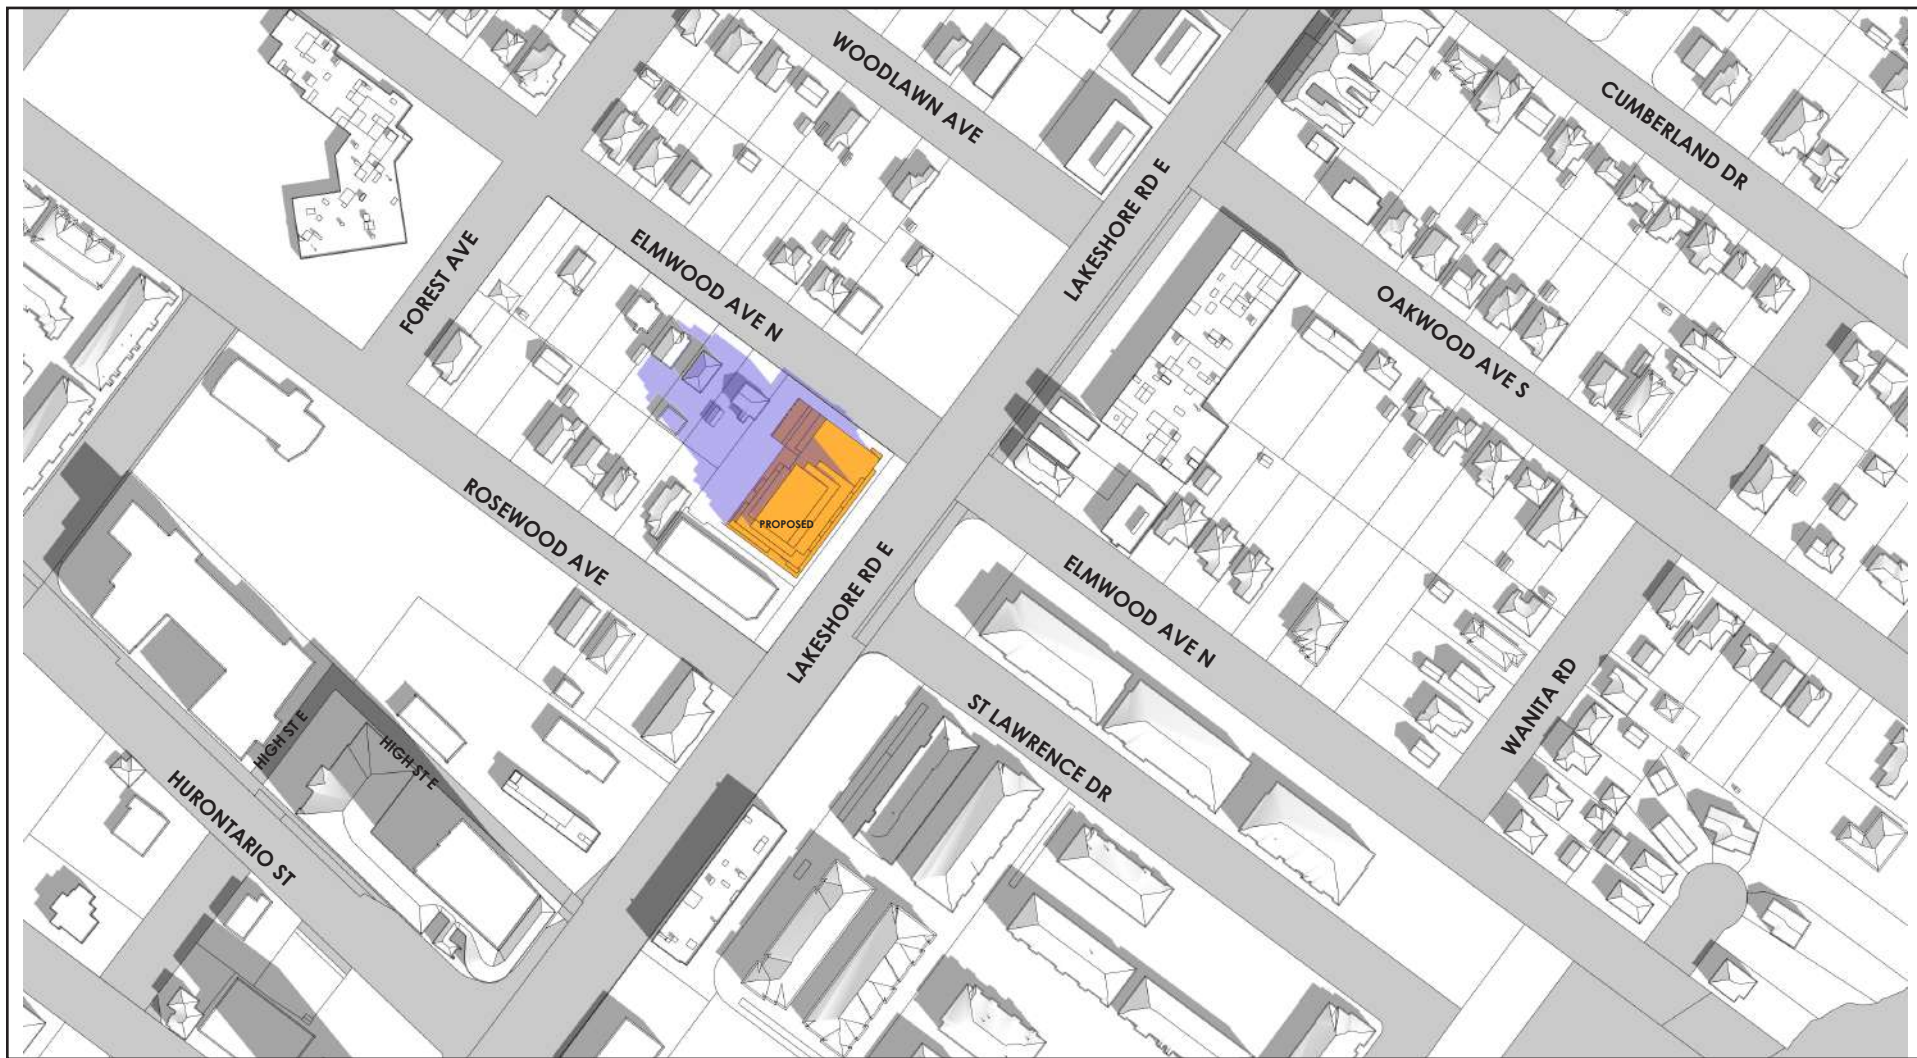 WOODLAWN AVE
CUMBERLAND DR
LAKESHORE RD E
FOREST AVE
ELMWOOD AVE N
OAKWOOD AVE S
PROPOSED
ROSEWOOD AVE
LAKESHORE RD E
ELMWOOD AVE N
WANITA RD
ST LAWRENCE DR
HIGH ST E
HIGH ST E
HURONTARIO ST